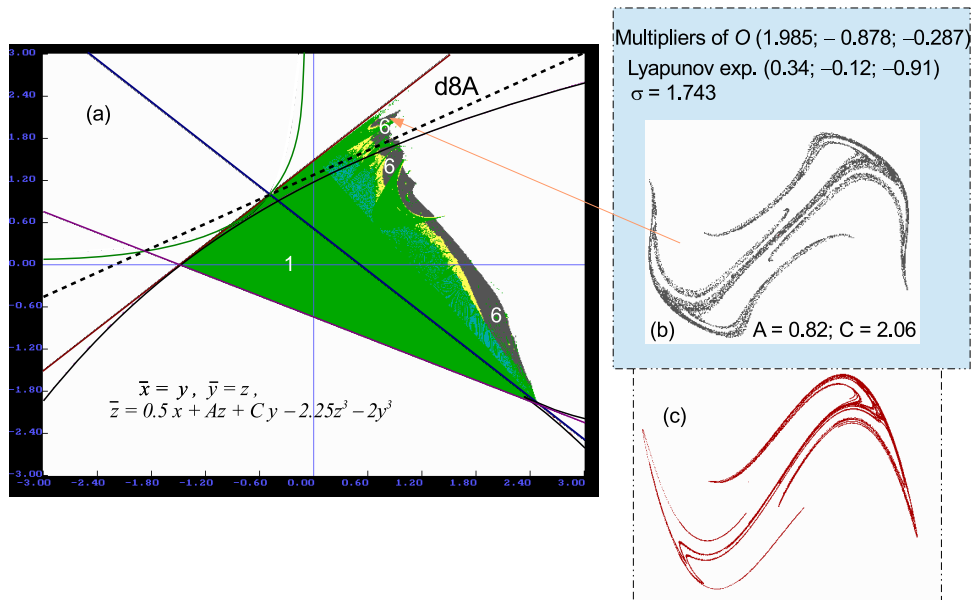 (a)
d8A
3.00
2.40
1.80
1.20
0.60
0.00
-0.60
-1.20
-1.80
-2.40
-3.00
-3.00 -2.40 -1.80 -1.20 -0.60 0.00 0.60 1.20 1.80 2.40 3.00
6
6
1
6
x̅ = y , y̅ = z ,
z̅ = 0.5 x + Az + C y − 2.25z³ − 2y³
Multipliers of O (1.985; – 0.878; –0.287)
Lyapunov exp. (0.34; –0.12; –0.91)
σ = 1.743
(b) A = 0.82; C = 2.06
(c)